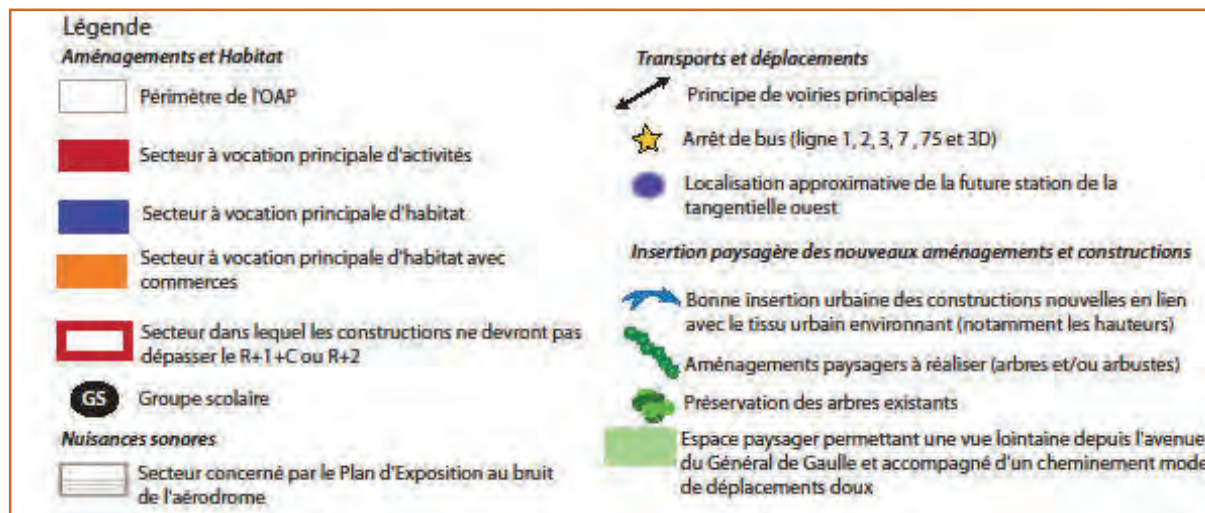 Légende
Aménagements et Habitat
Périmètre de l'OAP
Secteur à vocation principale d'activités
Secteur à vocation principale d'habitat
Secteur à vocation principale d'habitat avec
commerces
Secteur dans lequel les constructions ne devront pas
dépasser le R+1+C ou R+2
GS Groupe scolaire
Nuisances sonores
Secteur concerné par le Plan d'Exposition au bruit
de l'aérodrome
Transports et déplacements
Principe de voiries principales
Arrêt de bus (ligne 1, 2, 3, 7 , 75 et 3D)
Localisation approximative de la future station de la
tangentielle ouest
Insertion paysagère des nouveaux aménagements et constructions
Bonne insertion urbaine des constructions nouvelles en lien
avec le tissu urbain environnant (notamment les hauteurs)
Aménagements paysagers à réaliser (arbres et/ou arbustes)
Préservation des arbres existants
Espace paysager permettant une vue lointaine depuis l'avenue
du Général de Gaulle et accompagné d'un cheminement mode
de déplacements doux